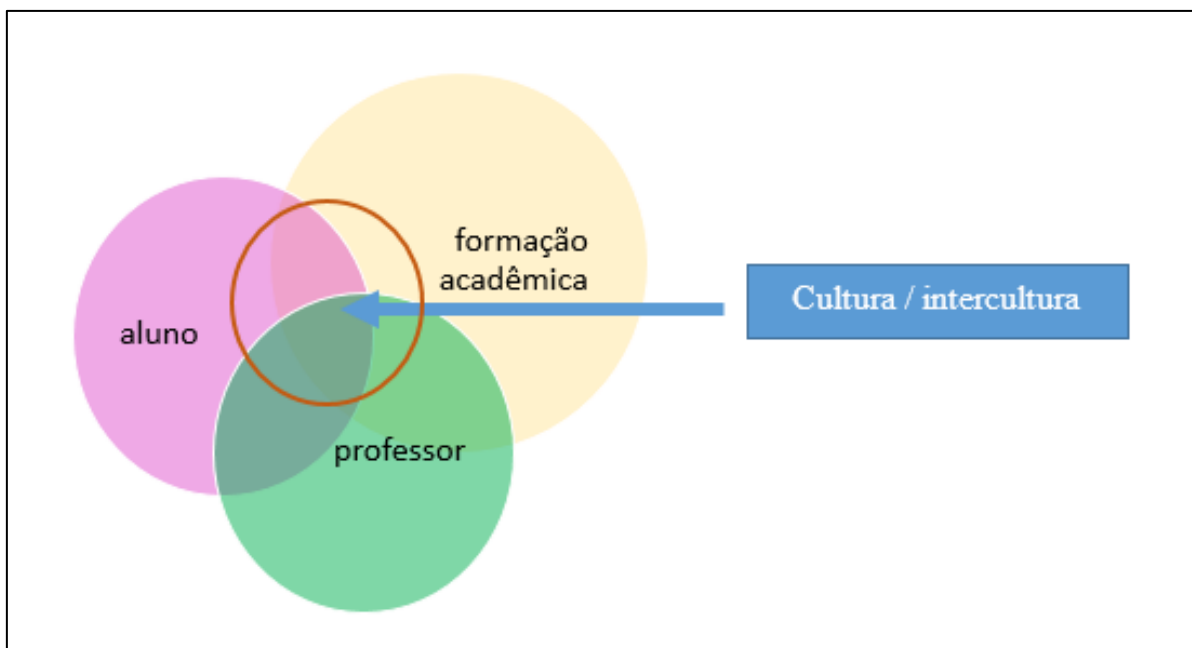 formação
acadêmica
Cultura / intercultura
aluno
professor